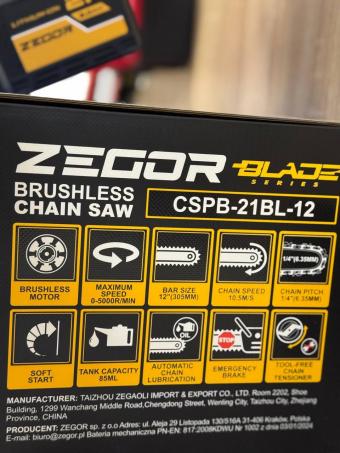 LITHIUM-ION
ZEGOR
ZEGOR BLADE
SERIES
BRUSHLESS
CHAIN SAW
CSPB-21BL-12
1/4"(6.35MM)
BRUSHLESS
MOTOR
MAXIMUM
SPEED
0-5000R/MIN
BAR SIZE
12"(305MM)
CHAIN SPEED
10.5M/S
CHAIN PITCH
1/4"(6.35MM)
OIL
STOP
SOFT
START
TANK CAPACITY
85ML
AUTOMATIC
CHAIN
LUBRICATION
EMERGENCY
BRAKE
TOOL-FREE
CHAIN
TENSIONER
MANUFACTURER: TAIZHOU ZEGAOLI IMPORT & EXPORT CO., LTD. Room 2202, Shoe
Building, 1299 Wanchang Middle Road,Chengdong Street, Wenling City, Taizhou City, Zhejiang
Province, CHINA
PRODUCENT: ZEGOR sp. z o.o Adres: ul. Aleja 29 Listopada 130/516A 31-406 Kraków, Polska
E-mail: biuro@zegor.pl Bateria mechaniczna PN-EN: 817:2008KDWU Nr 1002 z dnia 03/01/2024